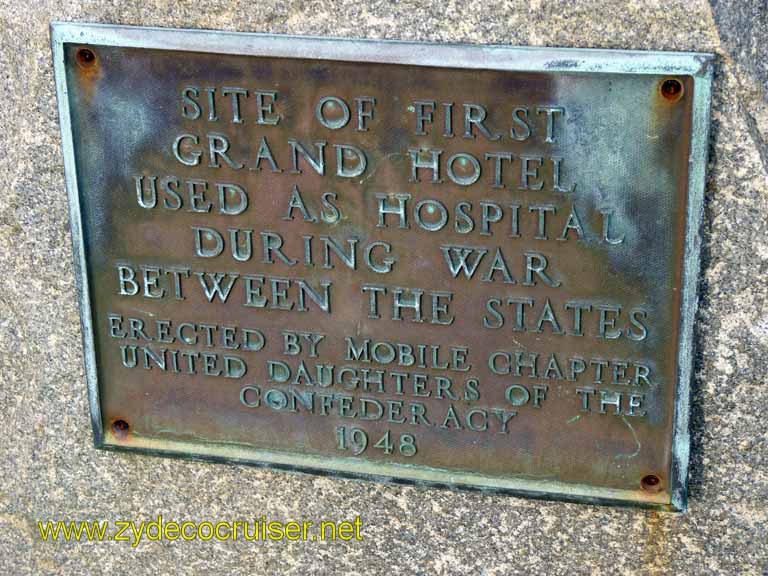 SITE OF FIRST
GRAND HOTEL
USED AS HOSPITAL
DURING WAR
BETWEEN THE STATES
ERECTED BY MOBILE CHAPTER
UNITED DAUGHTERS OF THE
CONFEDERACY
1948
www.zydecocruiser.net